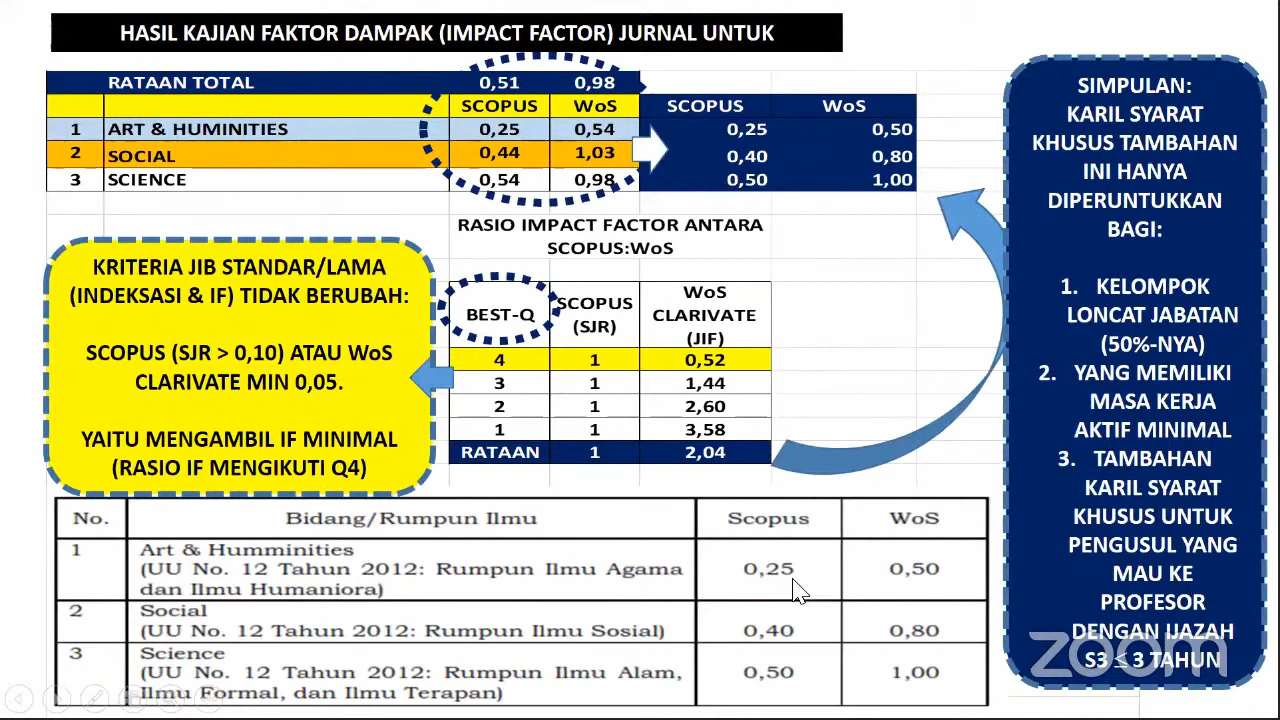 HASIL KAJIAN FAKTOR DAMPAK (IMPACT FACTOR) JURNAL UNTUK
RATAAN TOTAL 0,51 0,98
SCOPUS WoS SCOPUS WoS
1 ART & HUMINITIES 0,25 0,54 0,25 0,50
2 SOCIAL 0,44 1,03 0,40 0,80
3 SCIENCE 0,54 0,98 0,50 1,00
RASIO IMPACT FACTOR ANTARA
SCOPUS:WoS
BEST-Q SCOPUS (SJR) WoS CLARIVATE (JIF)
4 1 0,52
3 1 1,44
2 1 2,60
1 1 3,58
RATAAN 1 2,04
KRITERIA JIB STANDAR/LAMA
(INDEKSASI & IF) TIDAK BERUBAH:
SCOPUS (SJR > 0,10) ATAU WoS
CLARIVATE MIN 0,05.
YAITU MENGAMBIL IF MINIMAL
(RASIO IF MENGIKUTI Q4)
No. Bidang/Rumpun Ilmu Scopus WoS
1 Art & Humminities
(UU No. 12 Tahun 2012: Rumpun Ilmu Agama 0,25 0,50
dan Ilmu Humaniora)
2 Social
(UU No. 12 Tahun 2012: Rumpun Ilmu Sosial) 0,40 0,80
3 Science
(UU No. 12 Tahun 2012: Rumpun Ilmu Alam, 0,50 1,00
Ilmu Formal, dan Ilmu Terapan)
SIMPULAN:
KARIL SYARAT
KHUSUS TAMBAHAN
INI HANYA
DIPERUNTUKKAN
BAGI:
1. KELOMPOK
LONCAT JABATAN
(50%-NYA)
2. YANG MEMILIKI
MASA KERJA
AKTIF MINIMAL
3. TAMBAHAN
KARIL SYARAT
KHUSUS UNTUK
PENGUSUL YANG
MAU KE
PROFESOR
DENGAN IJAZAH
S3 ≤ 3 TAHUN
zoom